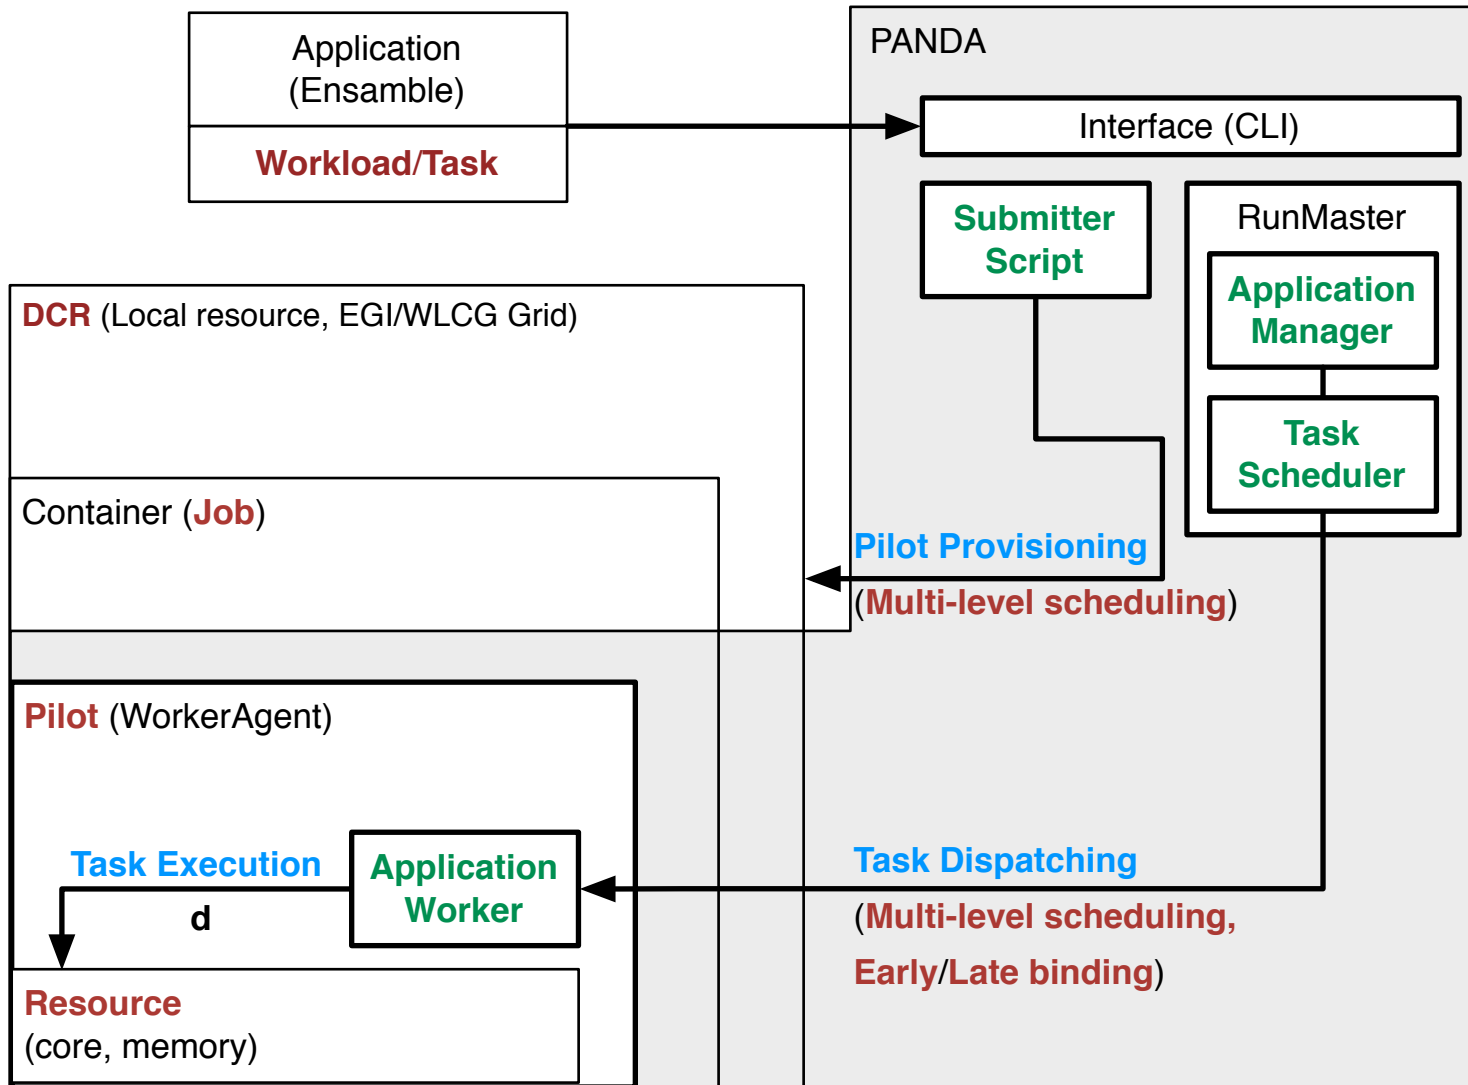 Application
(Ensamble)
Workload/Task
PANDA
Interface (CLI)
Submitter
Script
RunMaster
Application
Manager
Task
Scheduler
DCR (Local resource, EGI/WLCG Grid)
Container (Job)
Pilot Provisioning
(Multi-level scheduling)
Pilot (WorkerAgent)
Task Execution
d
Application
Worker
Task Dispatching
(Multi-level scheduling,
Early/Late binding)
Resource
(core, memory)